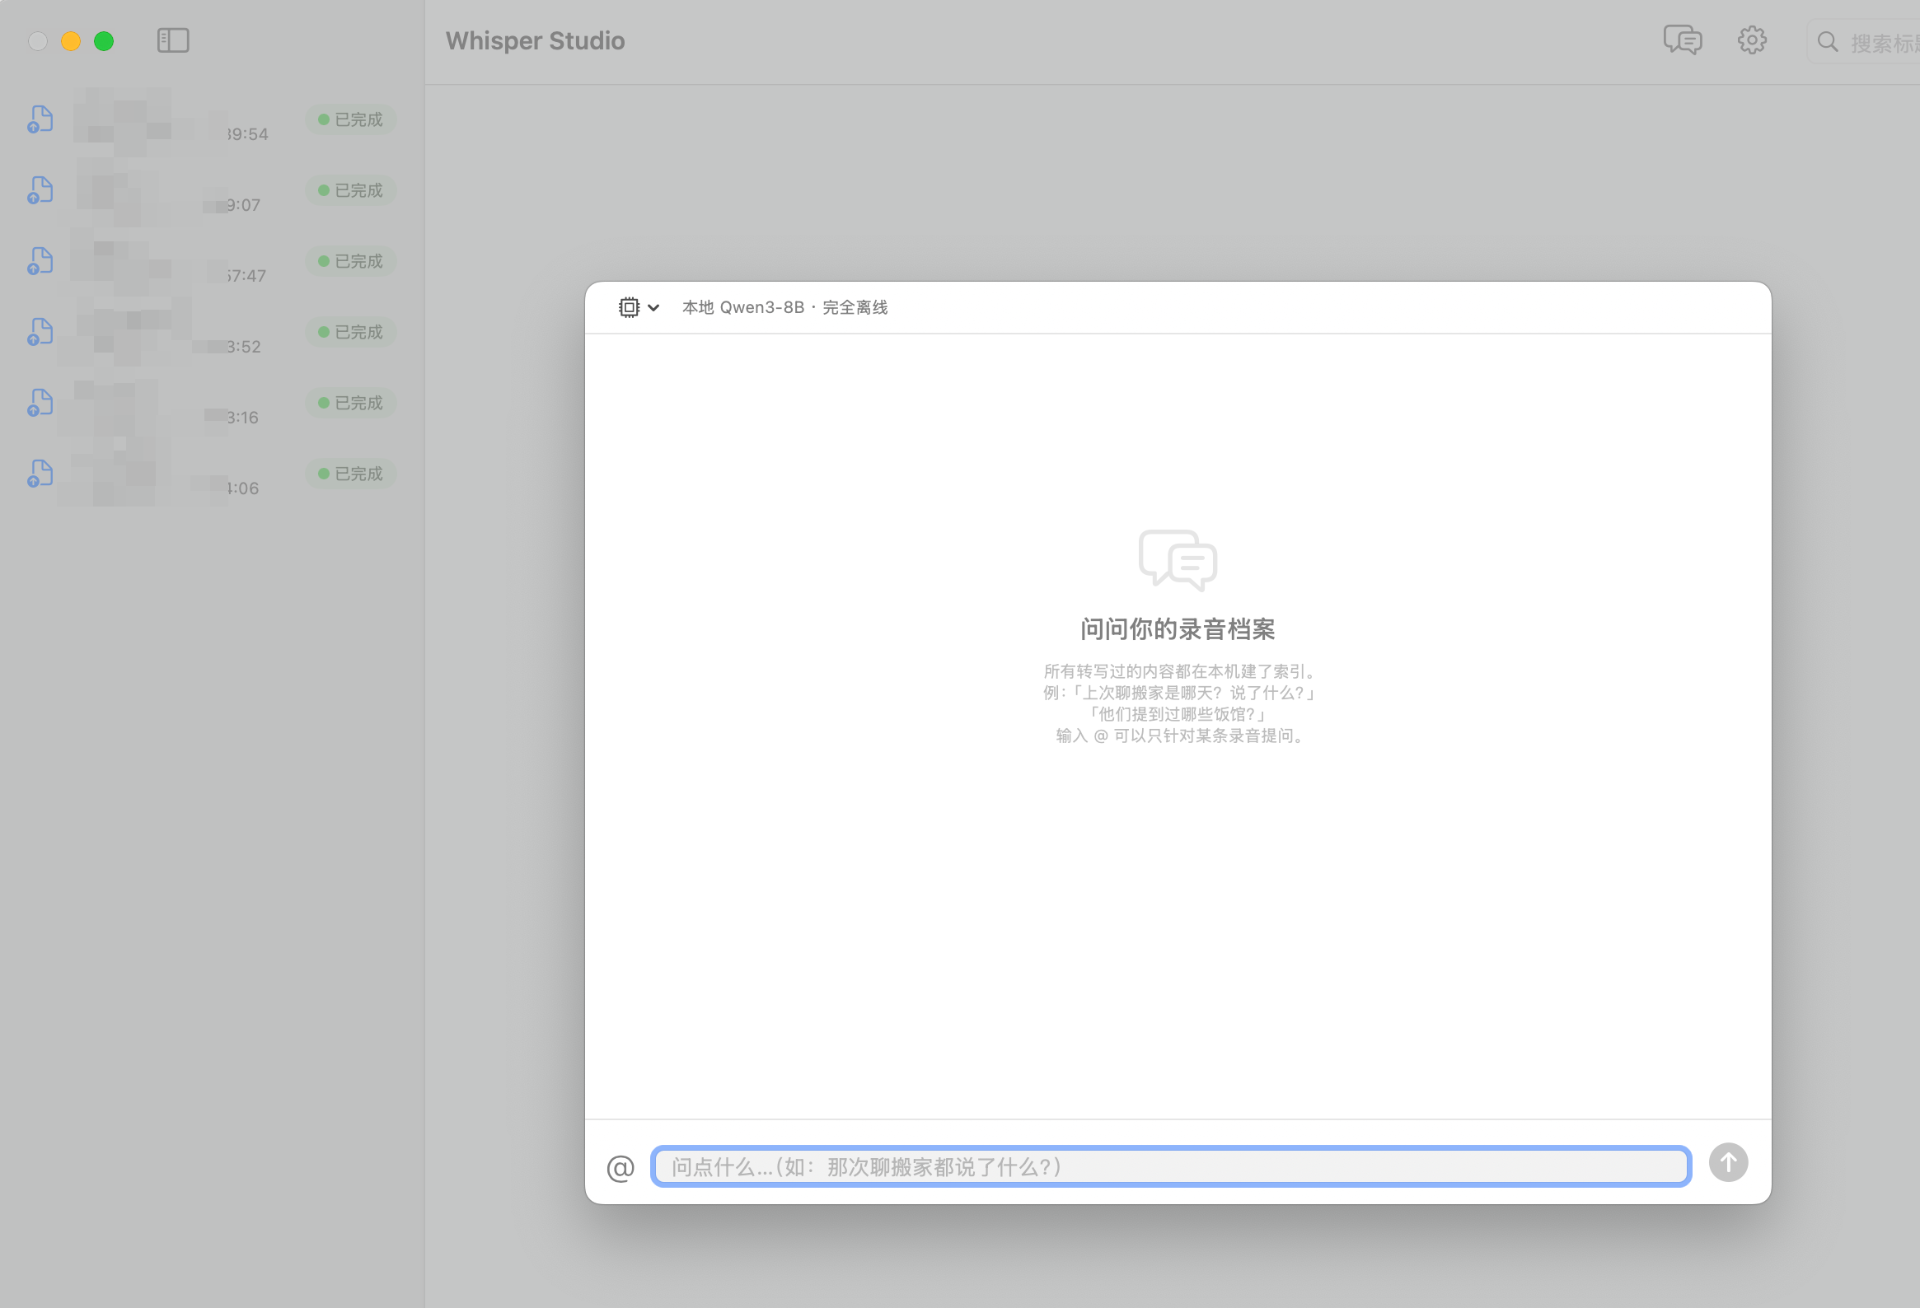 Whisper Studio
搜索标
39:54
已完成
9:07
已完成
57:47
已完成
3:52
已完成
3:16
已完成
4:06
已完成
本地 Qwen3-8B · 完全离线
问问你的录音档案
所有转写过的内容都在本机建了索引。
例：「上次聊搬家是哪天？说了什么？」
「他们提到过哪些饭馆？」
输入 @ 可以只针对某条录音提问。
@
问点什么…（如：那次聊搬家都说了什么？）